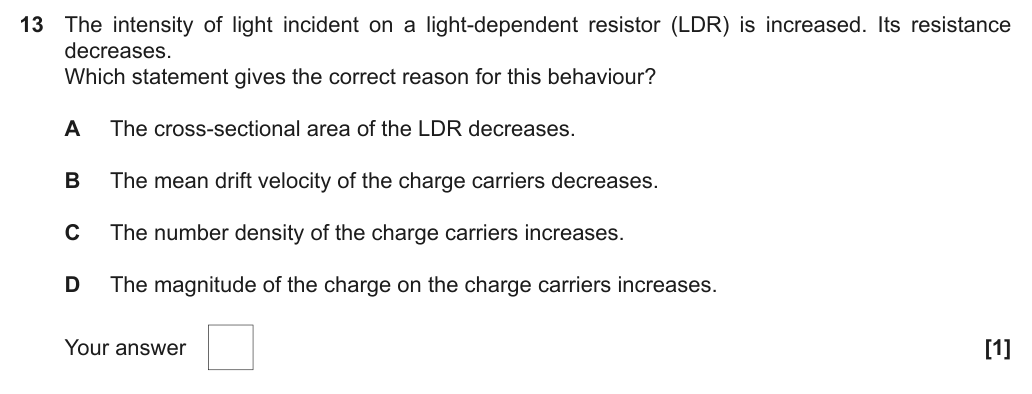 13 The intensity of light incident on a light-dependent resistor (LDR) is increased. Its resistance
decreases.
Which statement gives the correct reason for this behaviour?
A The cross-sectional area of the LDR decreases.
B The mean drift velocity of the charge carriers decreases.
C The number density of the charge carriers increases.
D The magnitude of the charge on the charge carriers increases.
Your answer [1]